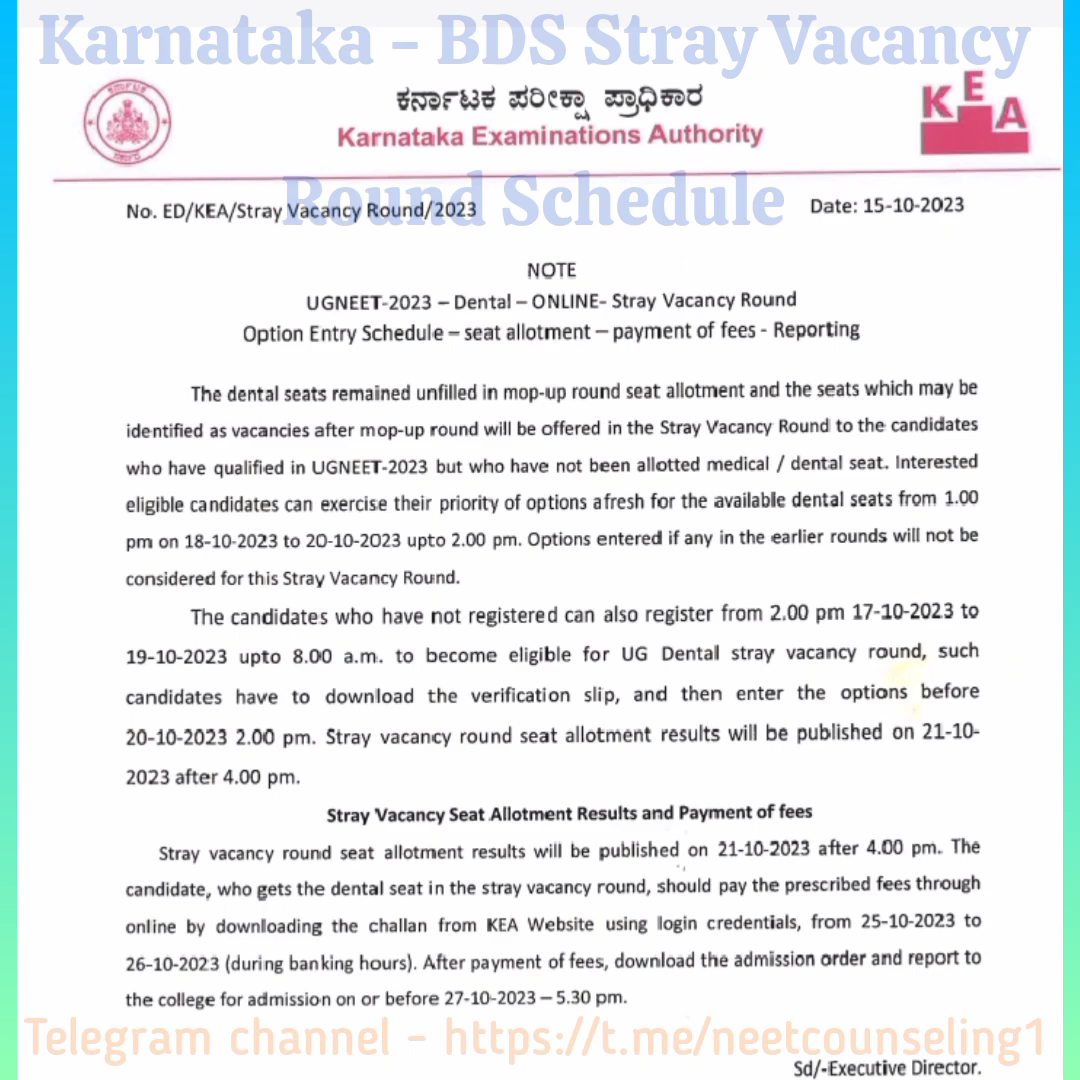 Karnataka - BDS Stray Vacancy
ಕರ್ನಾಟಕ ಪರೀಕ್ಷಾ ಪ್ರಾಧಿಕಾರ
KEA
Karnataka Examinations Authority
Round Schedule
No. ED/KEA/Stray Vacancy Round/2023
Date: 15-10-2023
NOTE
UGNEET-2023 – Dental – ONLINE- Stray Vacancy Round
Option Entry Schedule – seat allotment – payment of fees - Reporting
The dental seats remained unfilled in mop-up round seat allotment and the seats which may be
identified as vacancies after mop-up round will be offered in the Stray Vacancy Round to the candidates
who have qualified in UGNEET-2023 but who have not been allotted medical / dental seat. Interested
eligible candidates can exercise their priority of options afresh for the available dental seats from 1.00
pm on 18-10-2023 to 20-10-2023 upto 2.00 pm. Options entered if any in the earlier rounds will not be
considered for this Stray Vacancy Round.
The candidates who have not registered can also register from 2.00 pm 17-10-2023 to
19-10-2023 upto 8.00 a.m. to become eligible for UG Dental stray vacancy round, such
candidates have to download the verification slip, and then enter the options before
20-10-2023 2.00 pm. Stray vacancy round seat allotment results will be published on 21-10-
2023 after 4.00 pm.
Stray Vacancy Seat Allotment Results and Payment of fees
Stray vacancy round seat allotment results will be published on 21-10-2023 after 4.00 pm. The
candidate, who gets the dental seat in the stray vacancy round, should pay the prescribed fees through
online by downloading the challan from KEA Website using login credentials, from 25-10-2023 to
26-10-2023 (during banking hours). After payment of fees, download the admission order and report to
the college for admission on or before 27-10-2023 – 5.30 pm.
Telegram channel - https://t.me/neetcounseling1
Sd/-Executive Director.